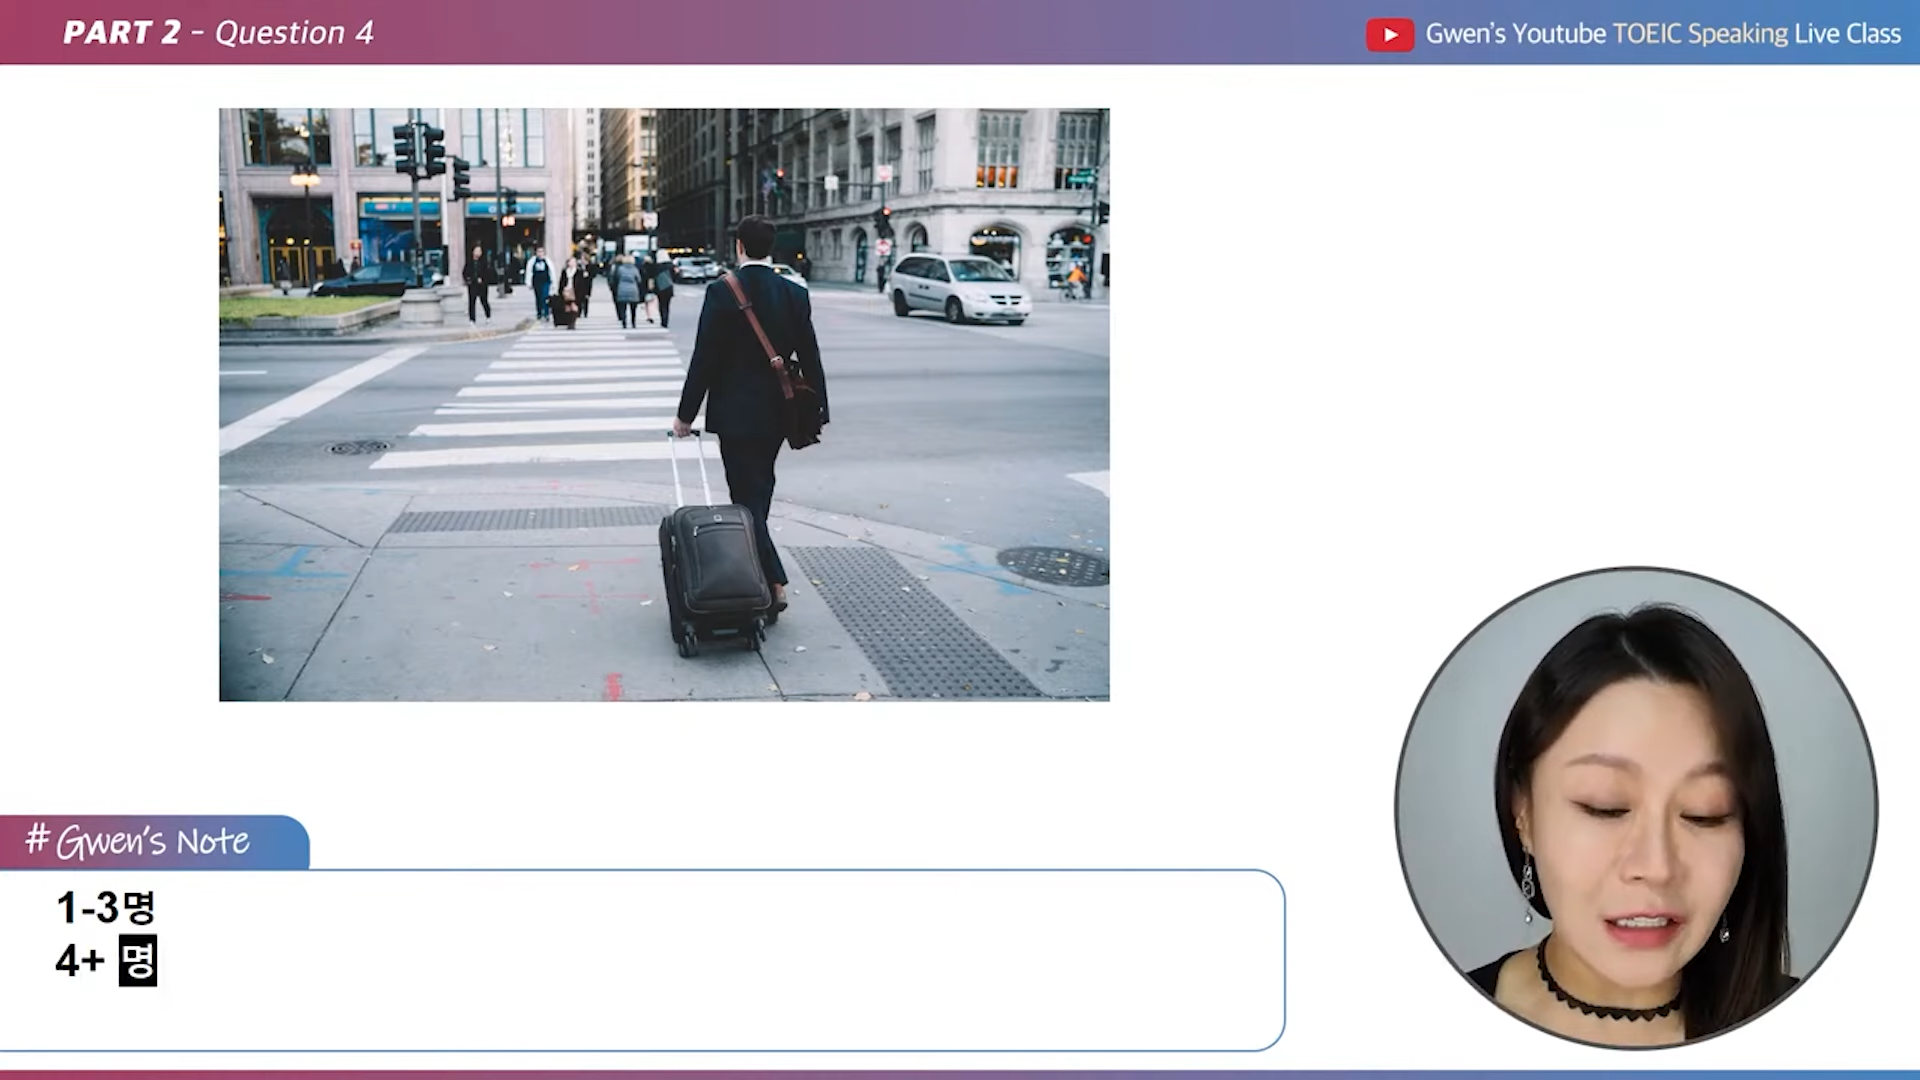 PART 2 - Question 4
Gwen's Youtube TOEIC Speaking Live Class
# Gwen's Note
1-3명
4+ 명